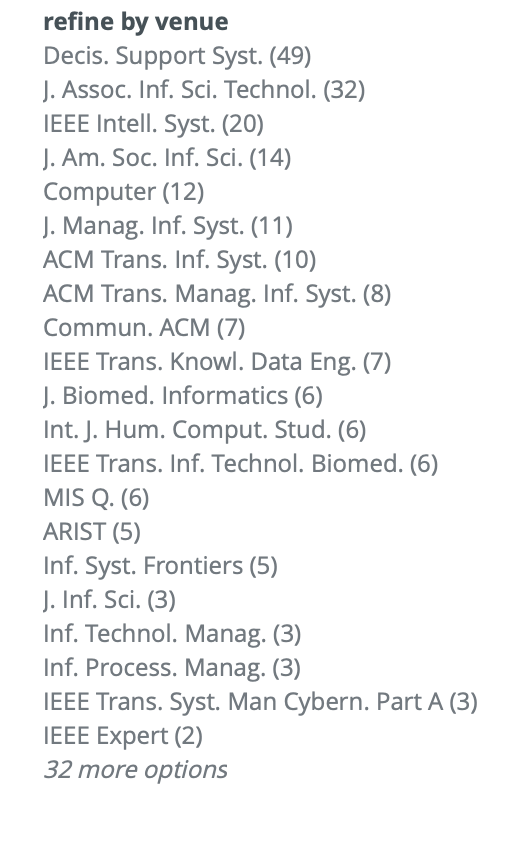 refine by venue
Decis. Support Syst. (49)
J. Assoc. Inf. Sci. Technol. (32)
IEEE Intell. Syst. (20)
J. Am. Soc. Inf. Sci. (14)
Computer (12)
J. Manag. Inf. Syst. (11)
ACM Trans. Inf. Syst. (10)
ACM Trans. Manag. Inf. Syst. (8)
Commun. ACM (7)
IEEE Trans. Knowl. Data Eng. (7)
J. Biomed. Informatics (6)
Int. J. Hum. Comput. Stud. (6)
IEEE Trans. Inf. Technol. Biomed. (6)
MIS Q. (6)
ARIST (5)
Inf. Syst. Frontiers (5)
J. Inf. Sci. (3)
Inf. Technol. Manag. (3)
Inf. Process. Manag. (3)
IEEE Trans. Syst. Man Cybern. Part A (3)
IEEE Expert (2)
32 more options